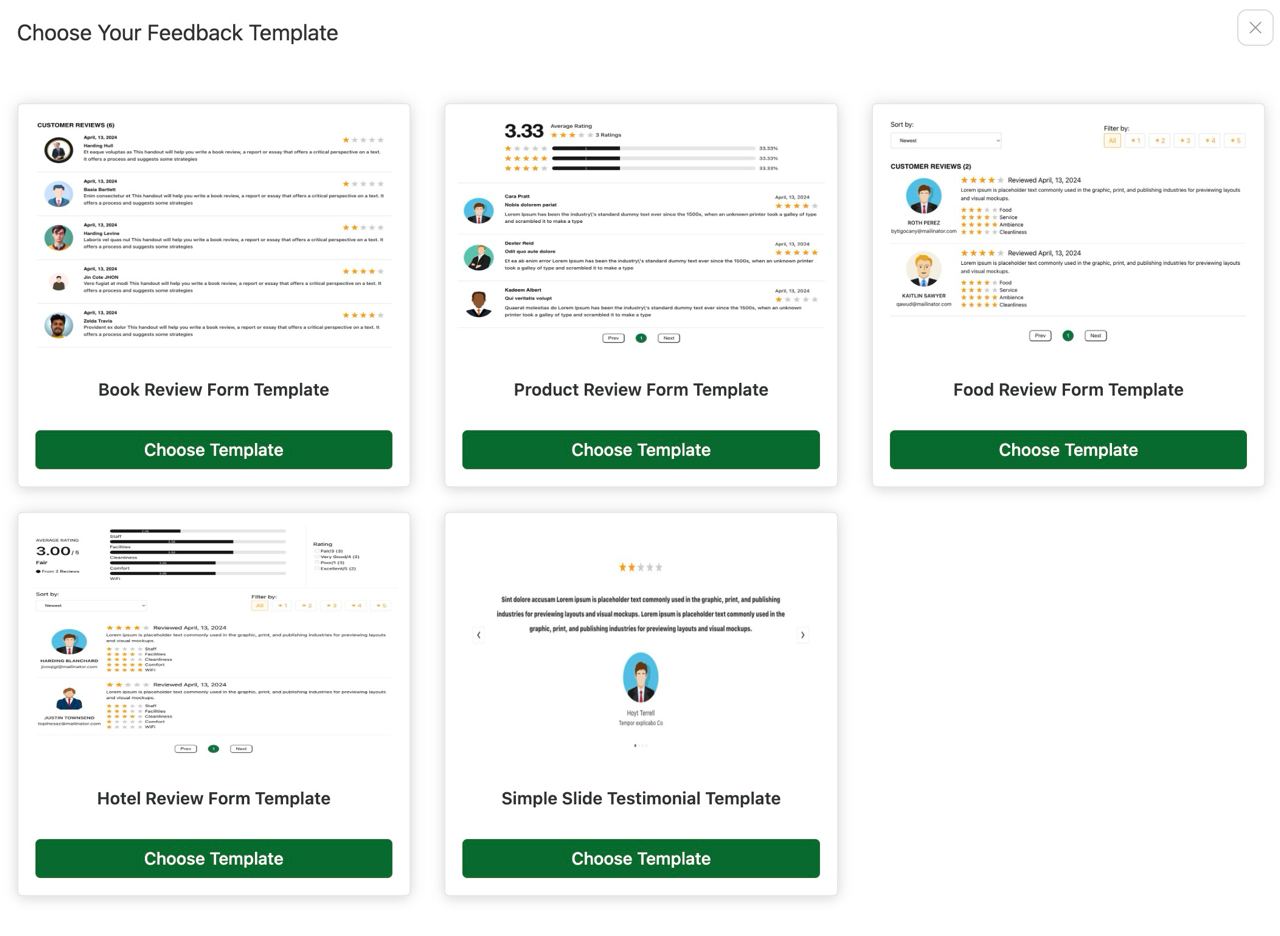 Choose Your Feedback Template
CUSTOMER REVIEWS (6)
April, 13, 2024
Harding Hull
Et eaque voluptas as This handout will help you write a book review, a report or essay that offers a critical perspective on a text.
It offers a process and suggests some strategies
April, 13, 2024
Basia Bartlett
Enim consectetur et This handout will help you write a book review, a report or essay that offers a critical perspective on a text. It
offers a process and suggests some strategies
April, 13, 2024
Harding Levine
Laboris vel quas nul This handout will help you write a book review, a report or essay that offers a critical perspective on a text. It
offers a process and suggests some strategies
April, 13, 2024
Jin Cote JHON
Vero fugiat at modi This handout will help you write a book review, a report or essay that offers a critical perspective on a text. It
offers a process and suggests some strategies
April, 13, 2024
Zelda Travis
Provident ex dolor This handout will help you write a book review, a report or essay that offers a critical perspective on a text. It
offers a process and suggests some strategies
Book Review Form Template
Choose Template
3.33
Average Rating
3 Ratings
33.33%
33.33%
33.33%
Cara Pratt
April, 13, 2024
Nobis dolorem pariat
Lorem Ipsum has been the industry\'s standard dummy text ever since the 1500s, when an unknown printer took a galley of type
and scrambled it to make a type
Dexter Reid
April, 13, 2024
Odit quo aute dolore
Et ea ab anim error Lorem Ipsum has been the industry\'s standard dummy text ever since the 1500s, when an unknown printer
took a galley of type and scrambled it to make a type
Kadeem Albert
April, 13, 2024
Qui veritatis volupt
Quaerat molestias do Lorem Ipsum has been the industry\'s standard dummy text ever since the 1500s, when an unknown
printer took a galley of type and scrambled it to make a type
Prev 1 Next
Product Review Form Template
Choose Template
Sort by:
Newest
Filter by:
All ★ 1 ★ 2 ★ 3 ★ 4 ★ 5
CUSTOMER REVIEWS (2)
Reviewed April, 13, 2024
Lorem ipsum is placeholder text commonly used in the graphic, print, and publishing industries for previewing layouts
and visual mockups.
Food
Service
Ambience
Cleanliness
ROTH PEREZ
bytigocany@mailinator.com
Reviewed April, 13, 2024
Lorem ipsum is placeholder text commonly used in the graphic, print, and publishing industries for previewing layouts
and visual mockups.
Food
Service
Ambience
Cleanliness
KAITLIN SAWYER
qawud@mailinator.com
Prev 1 Next
Food Review Form Template
Choose Template
AVERAGE RATING
3.00/ 5
Fair
From 2 Reviews
Staff
Facilities
Cleanliness
Comfort
WiFi
Rating
Sort by:
Newest
Filter by:
All ★ 1 ★ 2 ★ 3 ★ 4 ★ 5
Reviewed April, 13, 2024
Lorem ipsum is placeholder text commonly used in the graphic, print, and publishing industries for previewing layouts
and visual mockups.
Staff
Facilities
Cleanliness
Comfort
WiFi
HARDING BLANCHARD
Reviewed April, 13, 2024
Lorem ipsum is placeholder text commonly used in the graphic, print, and publishing industries for previewing layouts
and visual mockups.
Staff
Facilities
Cleanliness
Comfort
WiFi
JUSTIN TOWNSEND
Prev 1 Next
Hotel Review Form Template
Choose Template
Sint dolore accusam Lorem ipsum is placeholder text commonly used in the graphic, print, and publishing
industries for previewing layouts and visual mockups. Lorem ipsum is placeholder text commonly used in the
graphic, print, and publishing industries for previewing layouts and visual mockups.
Hoyt Terrell
Tempor explicabo Co
Simple Slide Testimonial Template
Choose Template